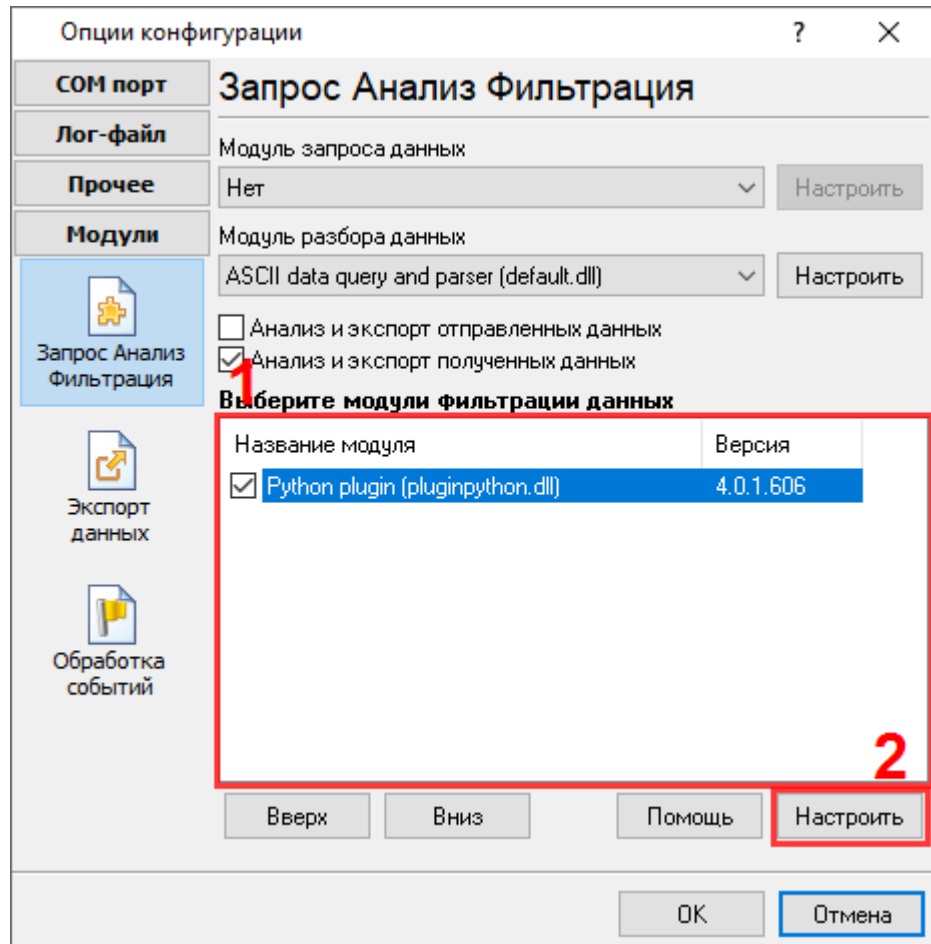 Опции конфигурации
?
COM порт
Лог-файл
Прочее
Модули
Запрос Анализ
Фильтрация
Экспорт
данных
Обработка
событий
Запрос Анализ Фильтрация
Модуль запроса данных
Нет
Настроить
Модуль разбора данных
ASCII data query and parser (default.dll)
Настроить
Анализ и экспорт отправленных данных
Анализ и экспорт полученных данных
1
Выберите модули фильтрации данных
Название модуля Версия
Python plugin (pluginpython.dll) 4.0.1.606
2
Вверх Вниз Помощь Настроить
OK Отмена